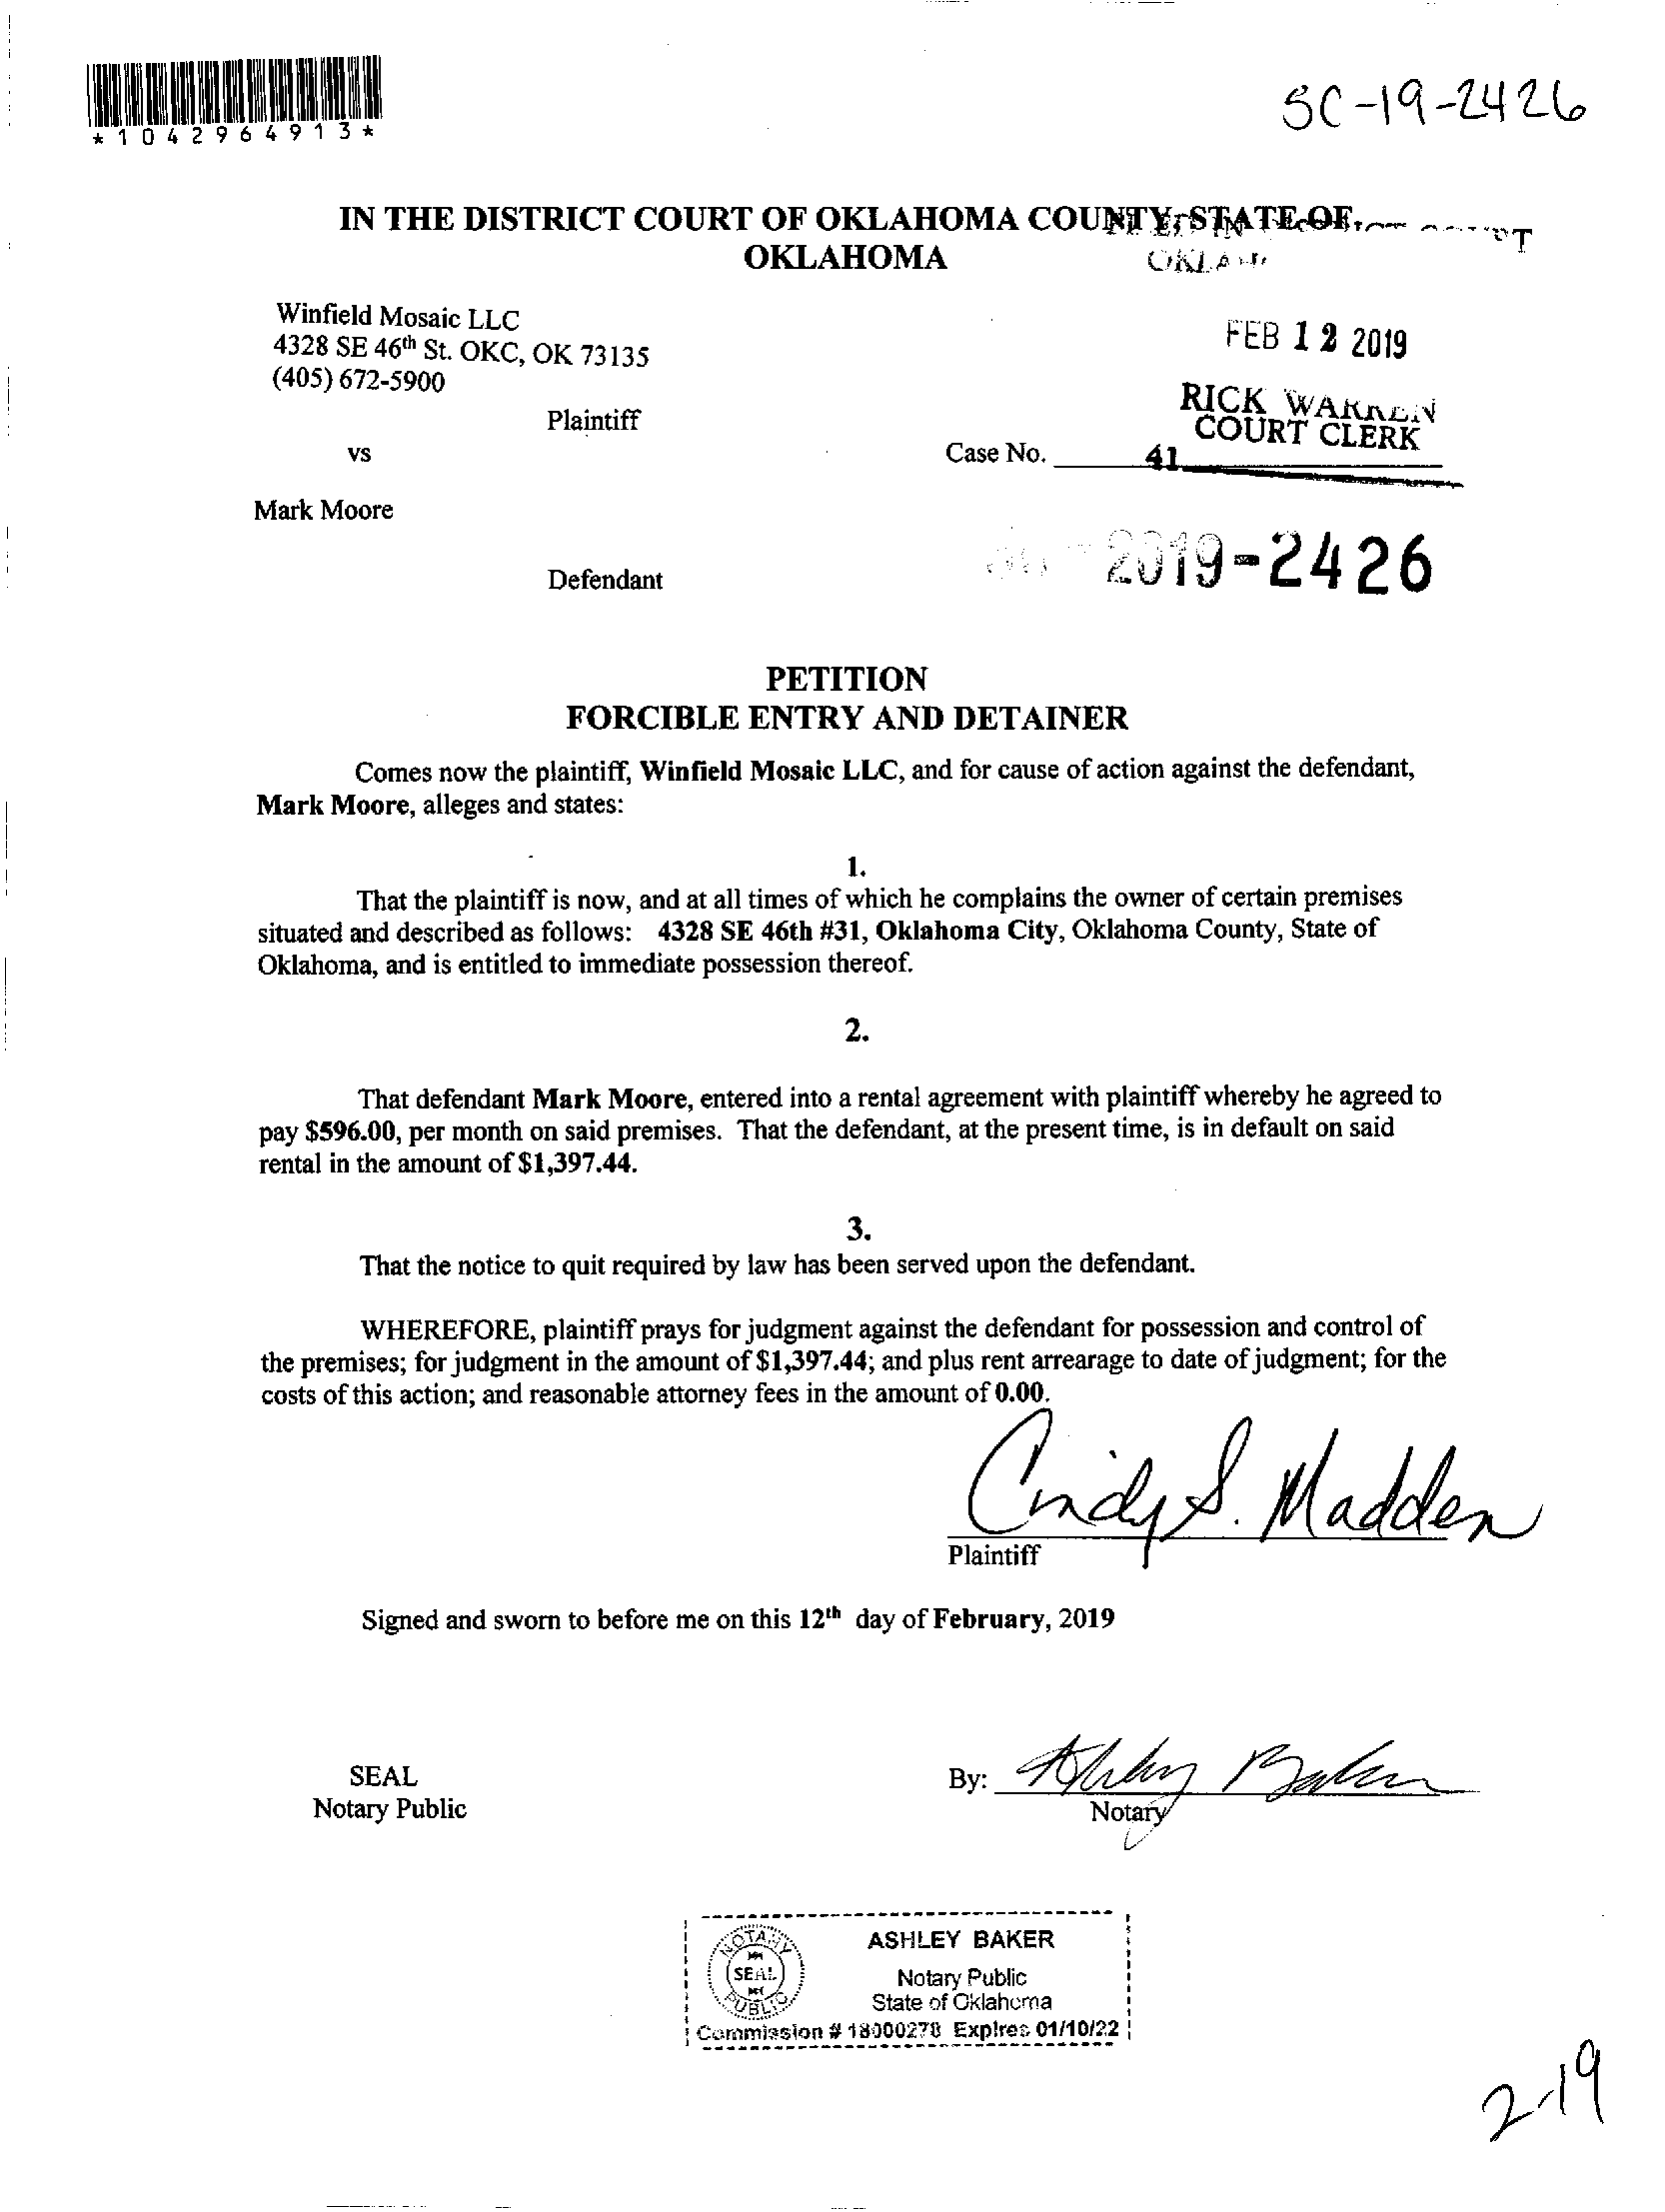 *1042964913*
SC-19-2426
IN THE DISTRICT COURT OF OKLAHOMA COUNTY, STATE OF
OKLAHOMA
Winfield Mosaic LLC
4328 SE 46th St. OKC, OK 73135
(405) 672-5900
FEB 12 2019
RICK WARREN
COURT CLERK
Plaintiff
vs
Case No. 41
Mark Moore
2019-2426
Defendant
PETITION
FORCIBLE ENTRY AND DETAINER
Comes now the plaintiff, Winfield Mosaic LLC, and for cause of action against the defendant,
Mark Moore, alleges and states:
1.
That the plaintiff is now, and at all times of which he complains the owner of certain premises
situated and described as follows: 4328 SE 46th #31, Oklahoma City, Oklahoma County, State of
Oklahoma, and is entitled to immediate possession thereof.
2.
That defendant Mark Moore, entered into a rental agreement with plaintiff whereby he agreed to
pay $596.00, per month on said premises. That the defendant, at the present time, is in default on said
rental in the amount of $1,397.44.
3.
That the notice to quit required by law has been served upon the defendant.
WHEREFORE, plaintiff prays for judgment against the defendant for possession and control of
the premises; for judgment in the amount of $1,397.44; and plus rent arrearage to date of judgment; for the
costs of this action; and reasonable attorney fees in the amount of 0.00.
Cindy S. Madden
Plaintiff
Signed and sworn to before me on this 12th day of February, 2019
SEAL
Notary Public
By: Ashley Baker
Notary
NOTARY
SEAL
PUBLIC
ASHLEY BAKER
Notary Public
State of Oklahoma
Commission # 18000278 Expires 01/10/22
2-19